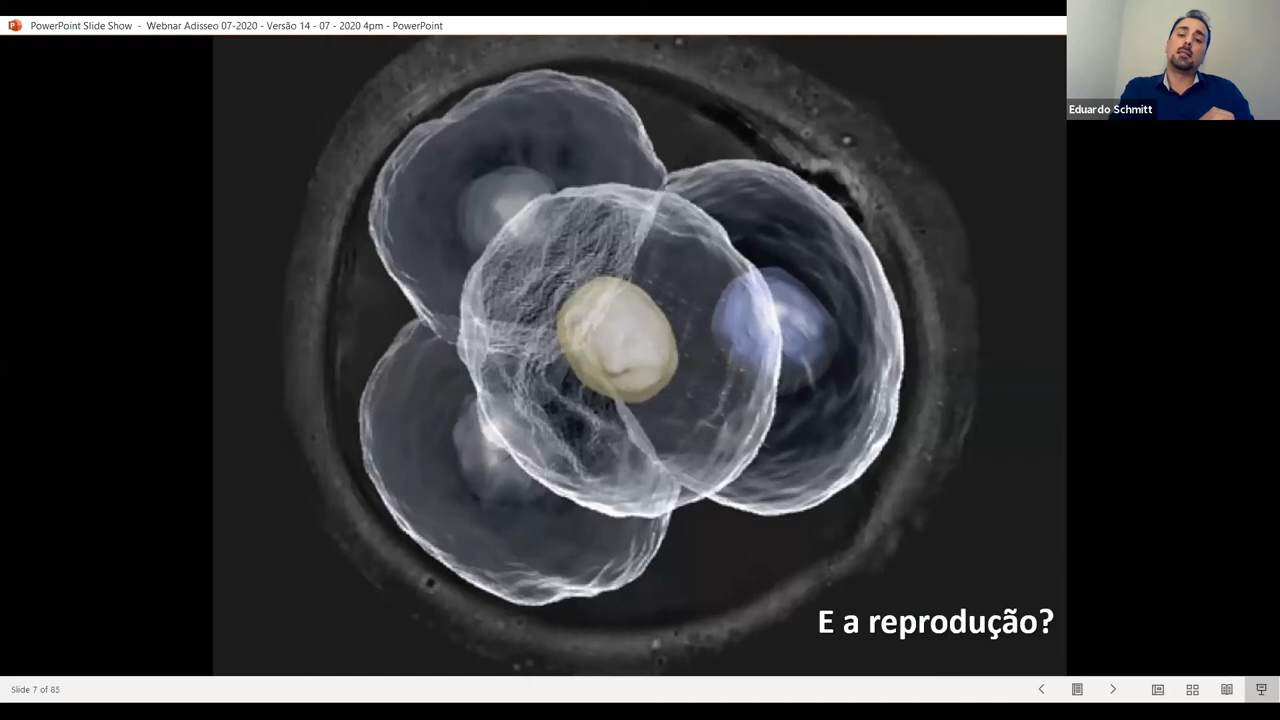 PowerPoint Slide Show - Webnar Adisseo 07-2020 - Versão 14 - 07 - 2020 4pm - PowerPoint
Eduardo Schmitt
E a reprodução?
Slide 7 of 85